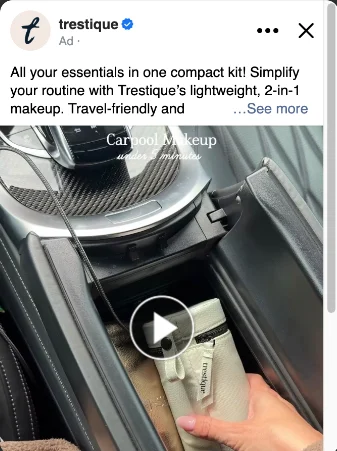 t
trestique
Ad ·
All your essentials in one compact kit! Simplify
your routine with Trestique's lightweight, 2-in-1
makeup. Travel-friendly and ...See more
Carpool Makeup
under 5 minutes
trestique